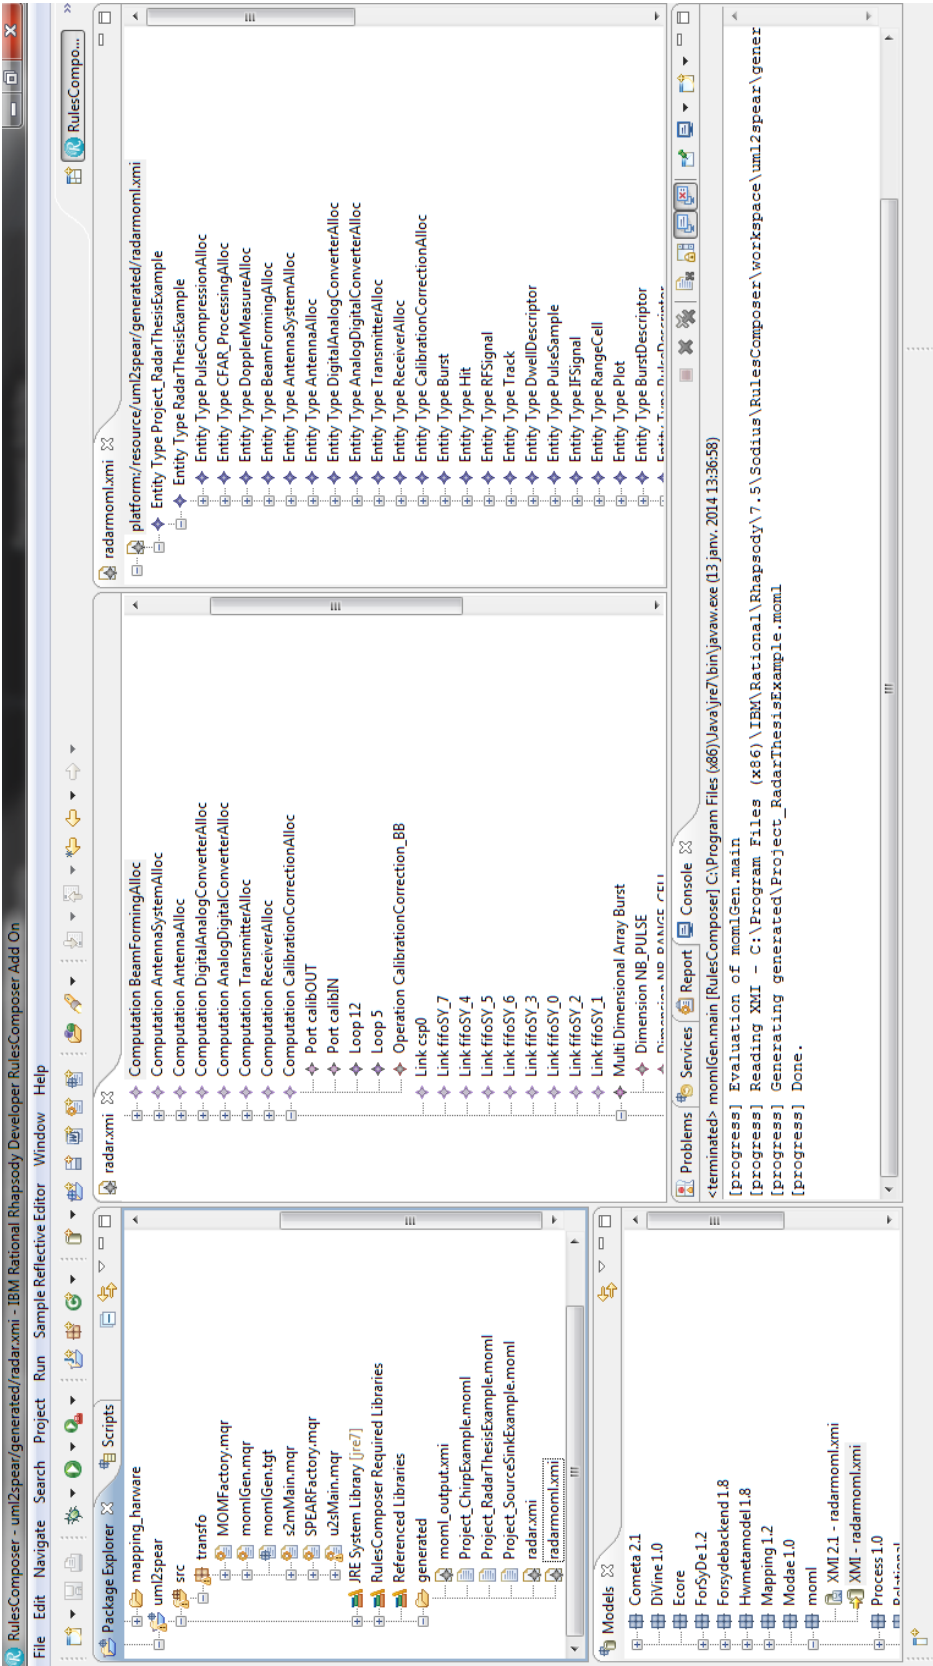 RulesComposer - uml2spear/generated/radar.xmi - IBM Rational Rhapsody Developer RulesComposer Add On
File Edit Navigate Search Project Run Sample Reflective Editor Window Help
RulesCompo...
Package Explorer Scripts
mapping_harware
uml2spear
src
transfo
MOMFactory.mqr
momlGen.mqr
momlGen.tgt
s2mMain.mqr
SPEARFactory.mqr
u2sMain.mqr
JRE System Library [jre7]
RulesComposer Required Libraries
Referenced Libraries
generated
moml_output.xmi
Project_ChirpExample.moml
Project_RadarThesisExample.moml
Project_SourceSinkExample.moml
radar.xmi
radarmoml.xmi
Models
Cometa 2.1
DiVine 1.0
Ecore
ForSyDe 1.2
Forsydebackend 1.8
Hwmetamodel 1.8
Mapping 1.2
Modae 1.0
moml
XMI 2.1 - radarmoml.xmi
XMI - radarmoml.xmi
Process 1.0
radar.xmi
Computation BeamFormingAlloc
Computation AntennaSystemAlloc
Computation AntennaAlloc
Computation DigitalAnalogConverterAlloc
Computation AnalogDigitalConverterAlloc
Computation TransmitterAlloc
Computation ReceiverAlloc
Computation CalibrationCorrectionAlloc
Port calibOUT
Port calibIN
Loop 12
Loop 5
Operation CalibrationCorrection_BB
Link csp0
Link fifoSY_7
Link fifoSY_4
Link fifoSY_5
Link fifoSY_6
Link fifoSY_3
Link fifoSY_0
Link fifoSY_2
Link fifoSY_1
Multi Dimensional Array Burst
Dimension NB_PULSE
Dimension NB_RANGE_CELL
radarmoml.xmi
platform:/resource/uml2spear/generated/radarmoml.xmi
Entity Type Project_RadarThesisExample
Entity Type RadarThesisExample
Entity Type PulseCompressionAlloc
Entity Type CFAR_ProcessingAlloc
Entity Type DopplerMeasureAlloc
Entity Type BeamFormingAlloc
Entity Type AntennaSystemAlloc
Entity Type AntennaAlloc
Entity Type DigitalAnalogConverterAlloc
Entity Type AnalogDigitalConverterAlloc
Entity Type TransmitterAlloc
Entity Type ReceiverAlloc
Entity Type CalibrationCorrectionAlloc
Entity Type Burst
Entity Type Hit
Entity Type RFSignal
Entity Type Track
Entity Type DwellDescriptor
Entity Type PulseSample
Entity Type IFSignal
Entity Type RangeCell
Entity Type Plot
Entity Type BurstDescriptor
Entity Type PulseDescriptor
Problems Services Report Console
<terminated> momlGen.main [RulesComposer] C:\Program Files (x86)\Java\jre7\bin\javaw.exe (13 janv. 2014 13:36:58)
[progress] Evaluation of momlGen.main
[progress] Reading XMI - C:\Program Files (x86)\IBM\Rational\Rhapsody\7.5\Sodius\RulesComposer\workspace\uml2spear\gener
[progress] Generating generated\Project_RadarThesisExample.moml
[progress] Done.